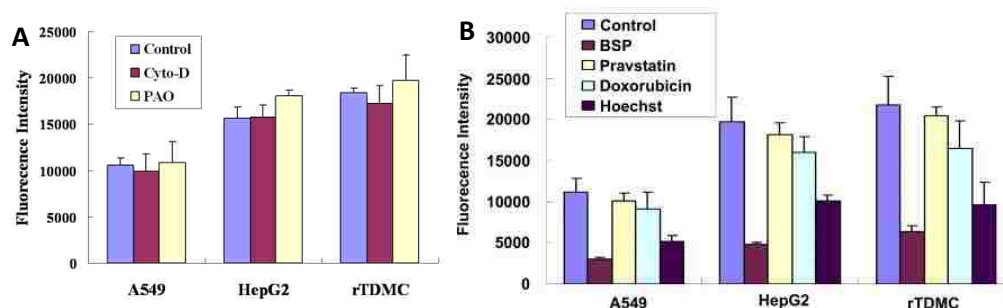 A
Fluorecence Intensity
25000
20000
15000
10000
5000
0
Control
Cyto-D
PAO
A549 HepG2 rTDMC
B
Fluorecence Intensity
30000
25000
20000
15000
10000
5000
0
Control
BSP
Pravstatin
Doxorubicin
Hoechst
A549 HepG2 rTDMC